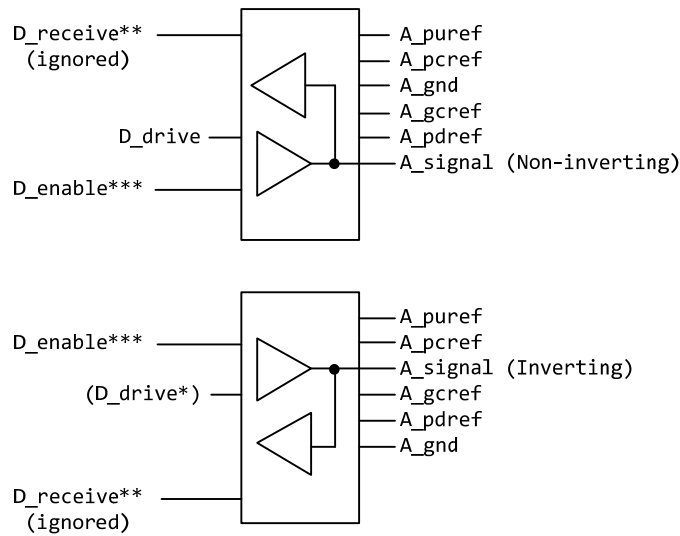 D_receive**
(ignored)
D_drive
D_enable***
A_puref
A_pcref
A_gnd
A_gcref
A_pdref
A_signal (Non-inverting)
D_enable***
(D_drive*)
D_receive**
(ignored)
A_puref
A_pcref
A_signal (Inverting)
A_gcref
A_pdref
A_gnd